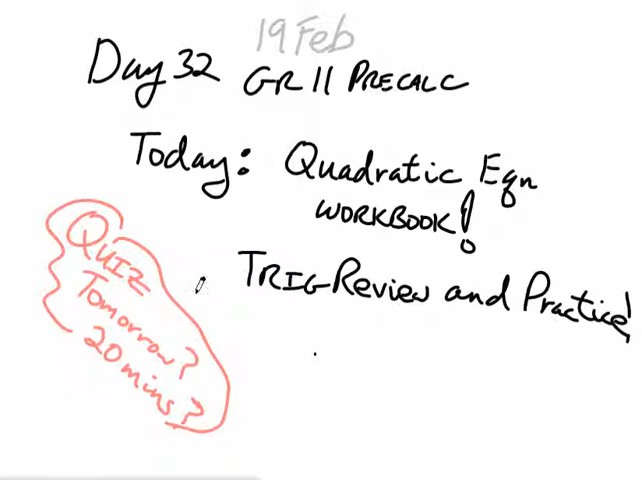 19 Feb
Day 32 GR 11 PRECALC
Today: Quadratic Eqn
WORKBOOK!
TRIG Review and Practice!
QUIZ
Tomorrow?
20 mins?